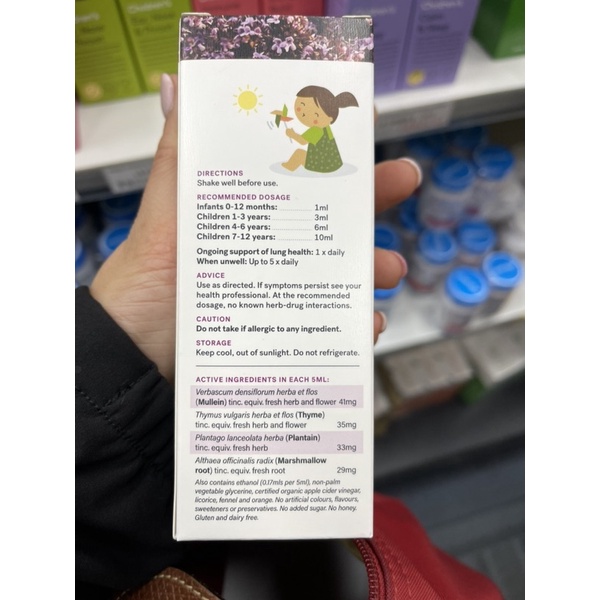 DIRECTIONS
Shake well before use.
RECOMMENDED DOSAGE
Infants 0-12 months: 1ml
Children 1-3 years: 3ml
Children 4-6 years: 6ml
Children 7-12 years: 10ml
Ongoing support of lung health: 1 x daily
When unwell: Up to 5 x daily
ADVICE
Use as directed. If symptoms persist see your
health professional. At the recommended
dosage, no known herb-drug interactions.
CAUTION
Do not take if allergic to any ingredient.
STORAGE
Keep cool, out of sunlight. Do not refrigerate.
ACTIVE INGREDIENTS IN EACH 5ML:
Verbascum densiflorum herba et flos
(Mullein) tinc. equiv. fresh herb and flower 41mg
Thymus vulgaris herba et flos (Thyme)
tinc. equiv. fresh herb and flower 35mg
Plantago lanceolata herba (Plantain)
tinc. equiv. fresh herb 33mg
Althaea officinalis radix (Marshmallow
root) tinc. equiv. fresh root 29mg
Also contains ethanol (0.17mls per 5ml), non-palm
vegetable glycerine, certified organic apple cider vinegar,
licorice, fennel and orange. No artificial colours, flavours,
sweeteners or preservatives. No added sugar. No honey.
Gluten and dairy free.